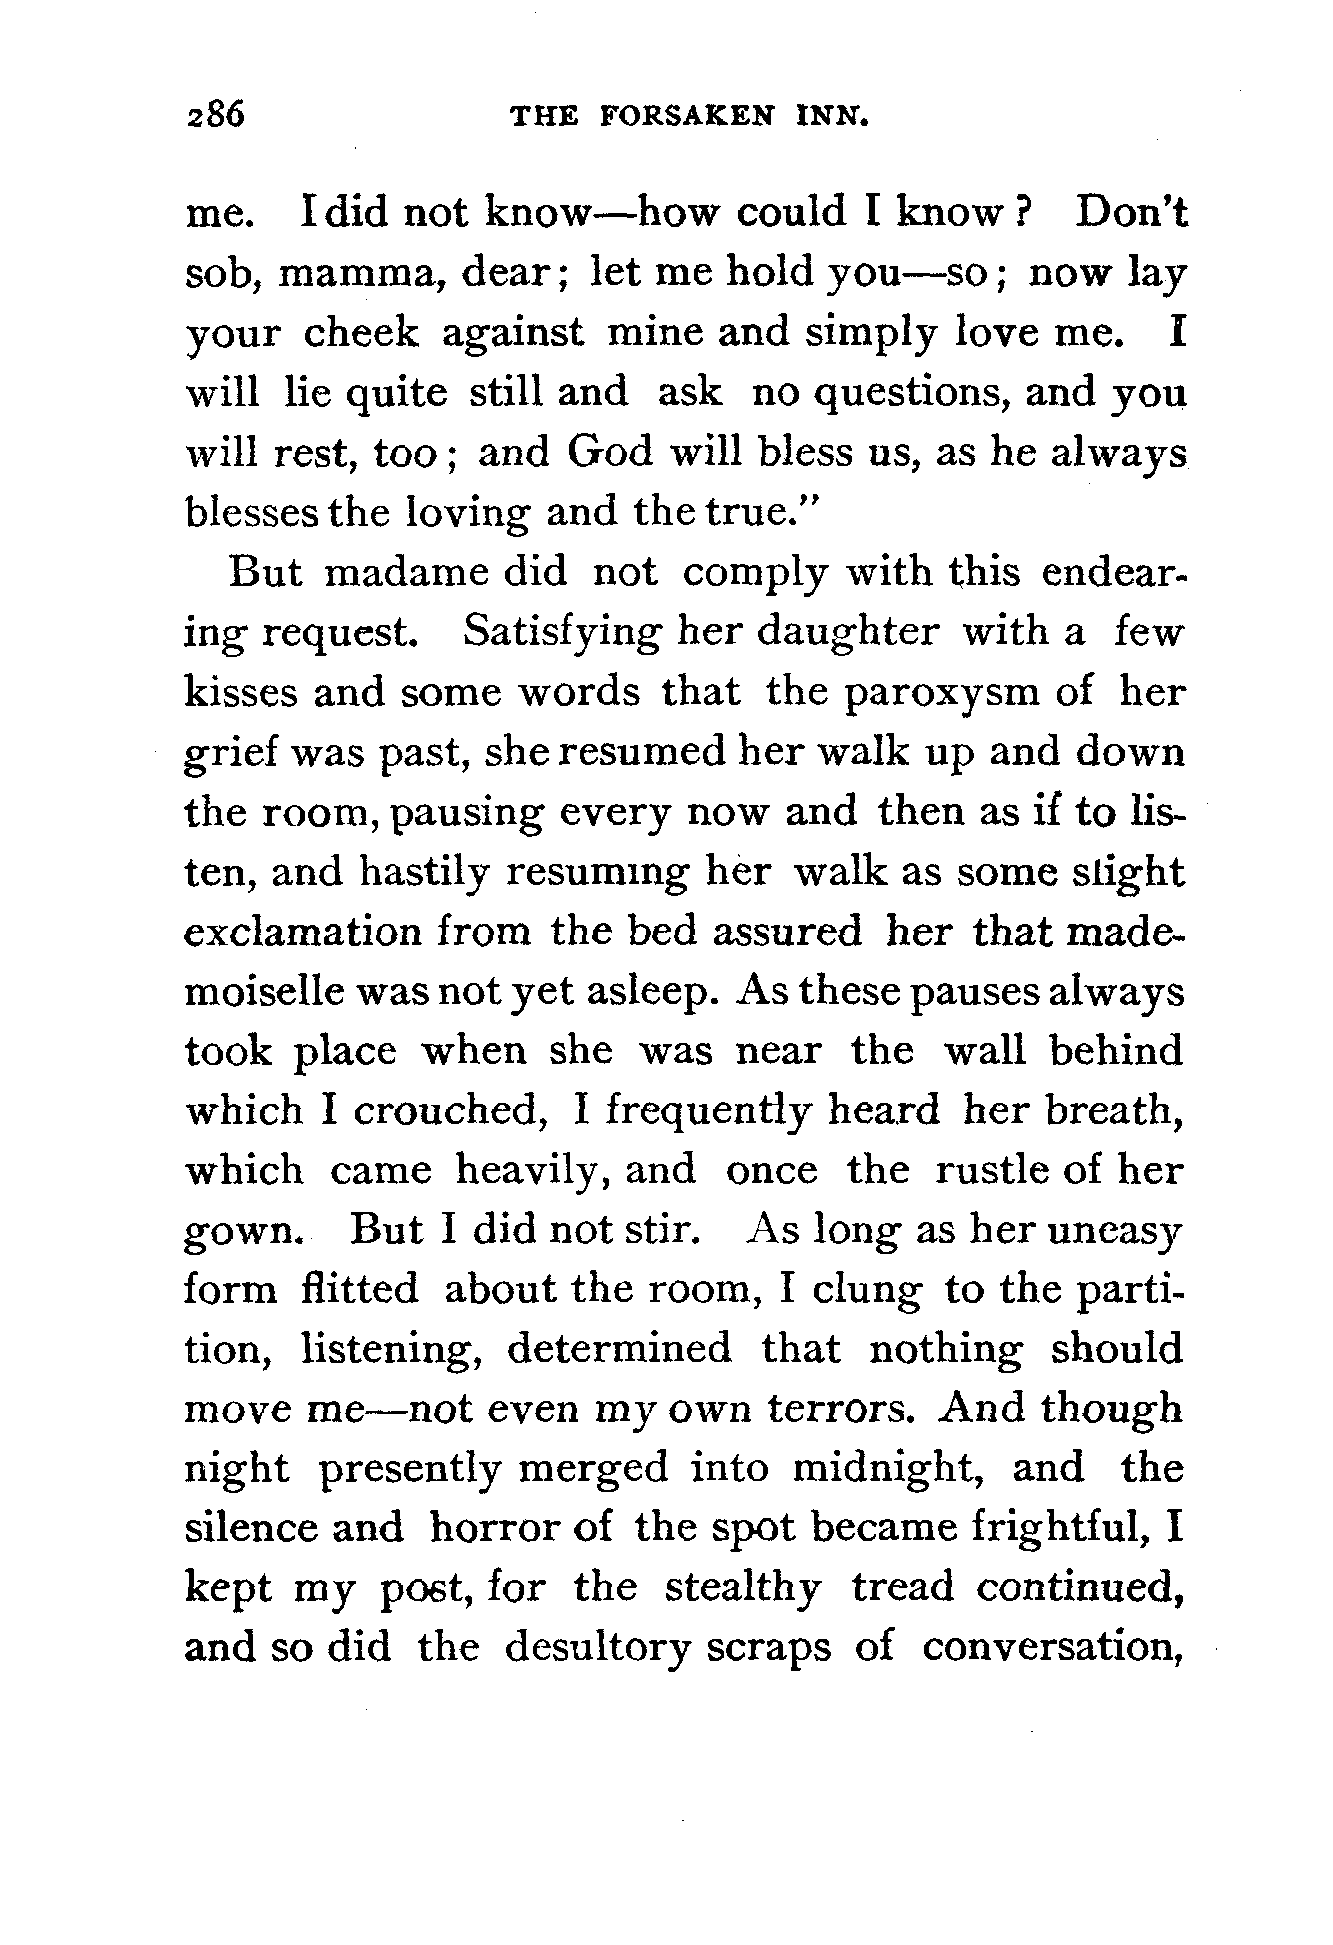 286 THE FORSAKEN INN.
me. I did not know—how could I know? Don't
sob, mamma, dear; let me hold you—so; now lay
your cheek against mine and simply love me. I
will lie quite still and ask no questions, and you
will rest, too; and God will bless us, as he always
blesses the loving and the true."
But madame did not comply with this endear-
ing request. Satisfying her daughter with a few
kisses and some words that the paroxysm of her
grief was past, she resumed her walk up and down
the room, pausing every now and then as if to lis-
ten, and hastily resuming her walk as some slight
exclamation from the bed assured her that made-
moiselle was not yet asleep. As these pauses always
took place when she was near the wall behind
which I crouched, I frequently heard her breath,
which came heavily, and once the rustle of her
gown. But I did not stir. As long as her uneasy
form flitted about the room, I clung to the parti-
tion, listening, determined that nothing should
move me—not even my own terrors. And though
night presently merged into midnight, and the
silence and horror of the spot became frightful, I
kept my post, for the stealthy tread continued,
and so did the desultory scraps of conversation,